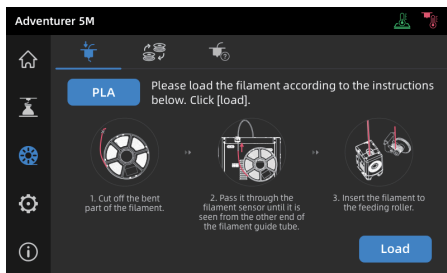 Adventurer 5M
PLA
Please load the filament according to the instructions
below. Click [load].
1. Cut off the bent
part of the filament.
2. Pass it through the
filament sensor until it is
seen from the other end of
the filament guide tube.
3. Insert the filament to
the feeding roller.
Load